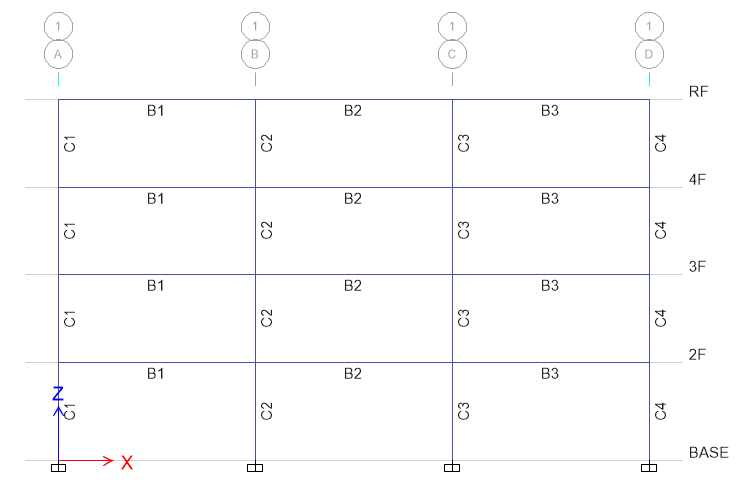 1 1 1 1
A B C D
RF
B1 B2 B3
C1 C2 C3 C4
4F
B1 B2 B3
C1 C2 C3 C4
3F
B1 B2 B3
C1 C2 C3 C4
2F
B1 B2 B3
Z
C1 C2 C3 C4
BASE
X